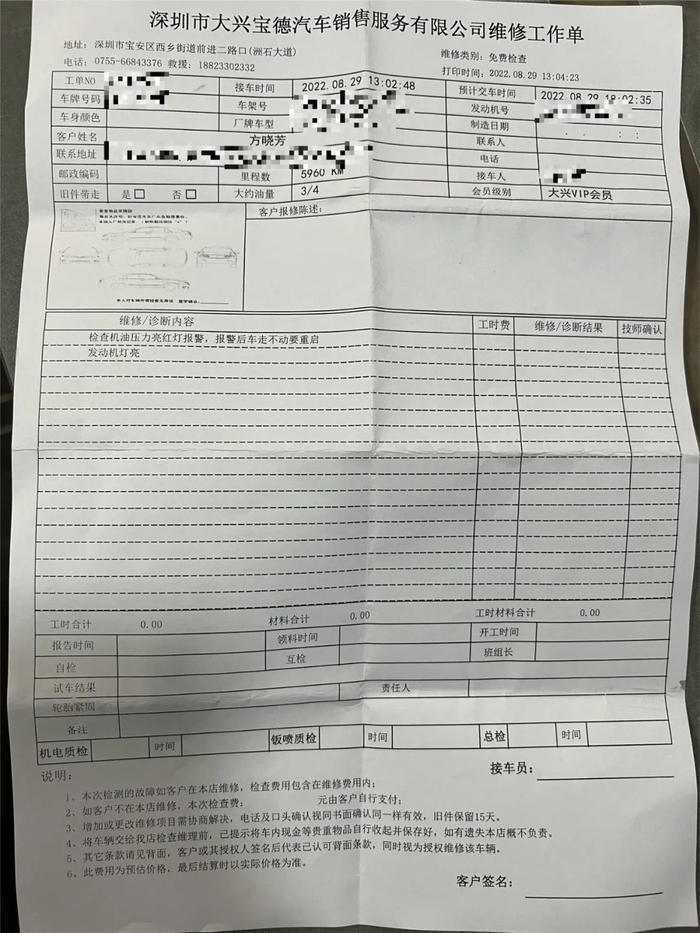 深圳市大兴宝德汽车销售服务有限公司维修工作单
地址: 深圳市宝安区西乡街道前进二路口(洲石大道)
维修类别: 免费检查
电话: 0755-66843376 救援: 18823302332
打印时间: 2022.08.29 13:04:23
工单NO 接车时间 2022.08.29 13:02:48 预计交车时间 2022.08.29 18:02:35
车牌号码 车架号 发动机号
车身颜色 厂牌车型 制造日期
客户姓名 方晓芳 联系人
联系地址 电话
邮政编码 里程数 5960 KM 接车人
旧件带走 是□ 否□ 大约油量 3/4 会员级别 大兴VIP会员
客户报修陈述:
维修/诊断内容 工时费 维修/诊断结果 技师确认
检查机油压力亮红灯报警，报警后车走不动要重启
发动机灯亮
工时合计 0.00 材料合计 0.00 工时材料合计 0.00
报告时间 领料时间 开工时间
自检 互检 班组长
试车结果 责任人
轮胎紧固
备注
机电质检 时间 钣喷质检 时间 总检 时间
说明:
接车员:
1、本次检测的故障如客户在本店维修，检查费用包含在维修费用内;
2、如客户不在本店维修，本次检查费: 元由客户自行支付;
3、增加或更改维修项目需协商解决，电话及口头确认视同书面确认同一样有效，旧件保留15天。
4、将车辆交给我店检查维理前，已提示将车内现金等贵重物品自行收起并保存好，如有遗失本店概不负责。
5、其它条款请见背面，客户或其授权人签名后代表已认可背面条款，同时视为授权维修该车辆。
6、此费用为预估价格，最后结算时以实际价格为准。
客户签名: